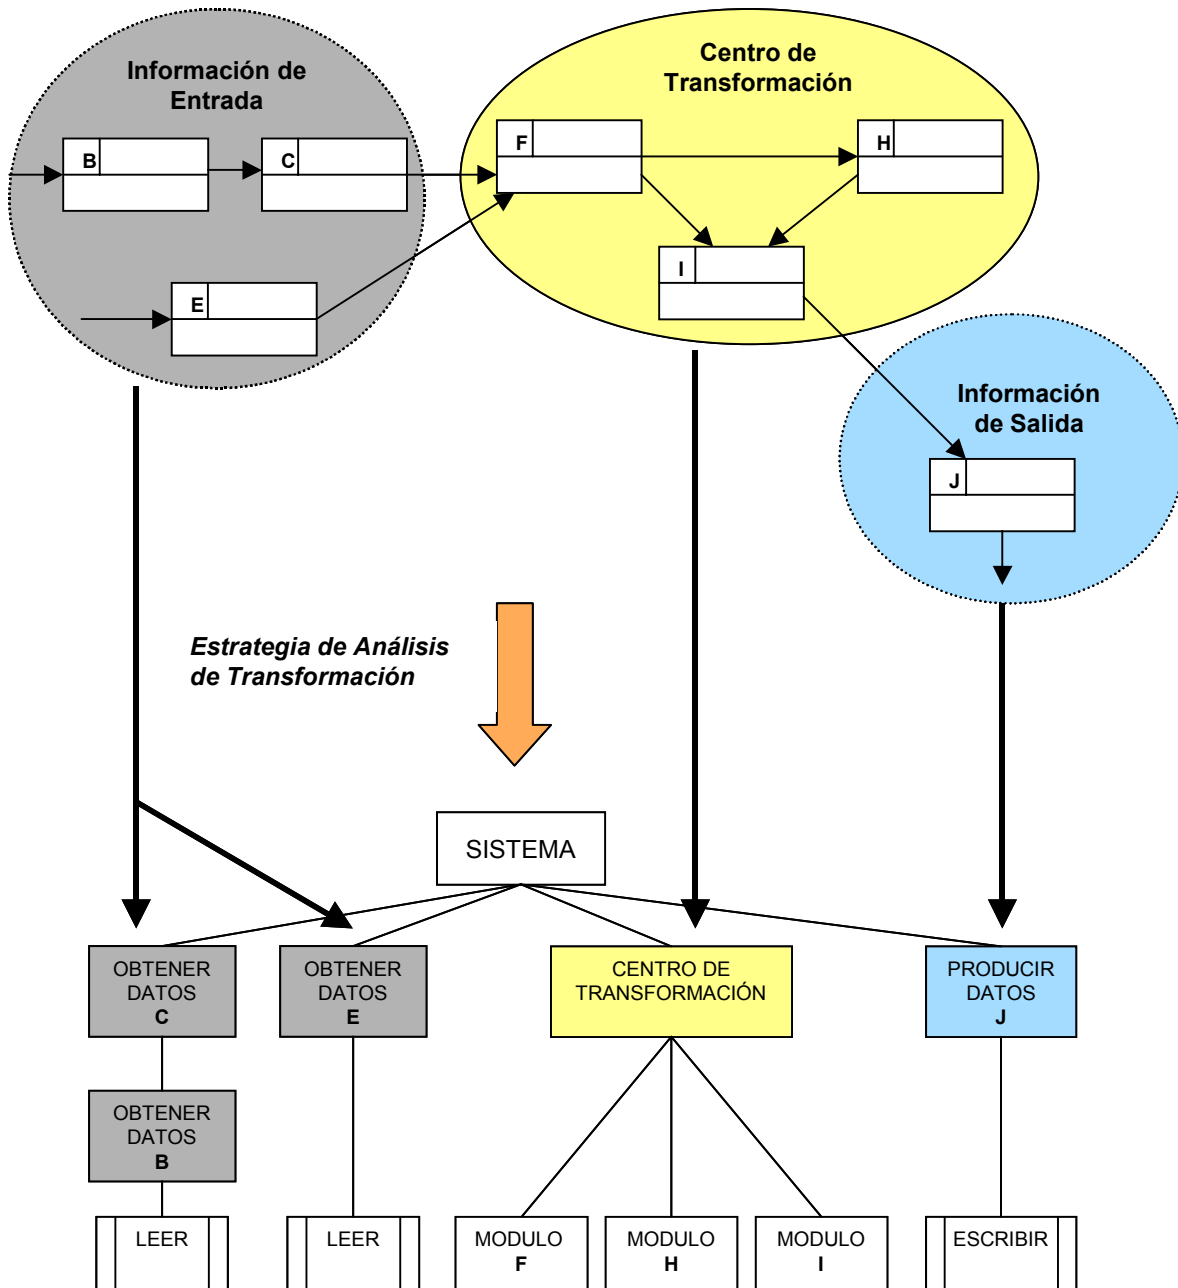 Información de
Entrada
Centro de
Transformación
B
C
F
H
I
E
Información
de Salida
J
Estrategia de Análisis
de Transformación
SISTEMA
OBTENER
DATOS
C
OBTENER
DATOS
E
CENTRO DE
TRANSFORMACIÓN
PRODUCIR
DATOS
J
OBTENER
DATOS
B
LEER
LEER
MODULO
F
MODULO
H
MODULO
I
ESCRIBIR